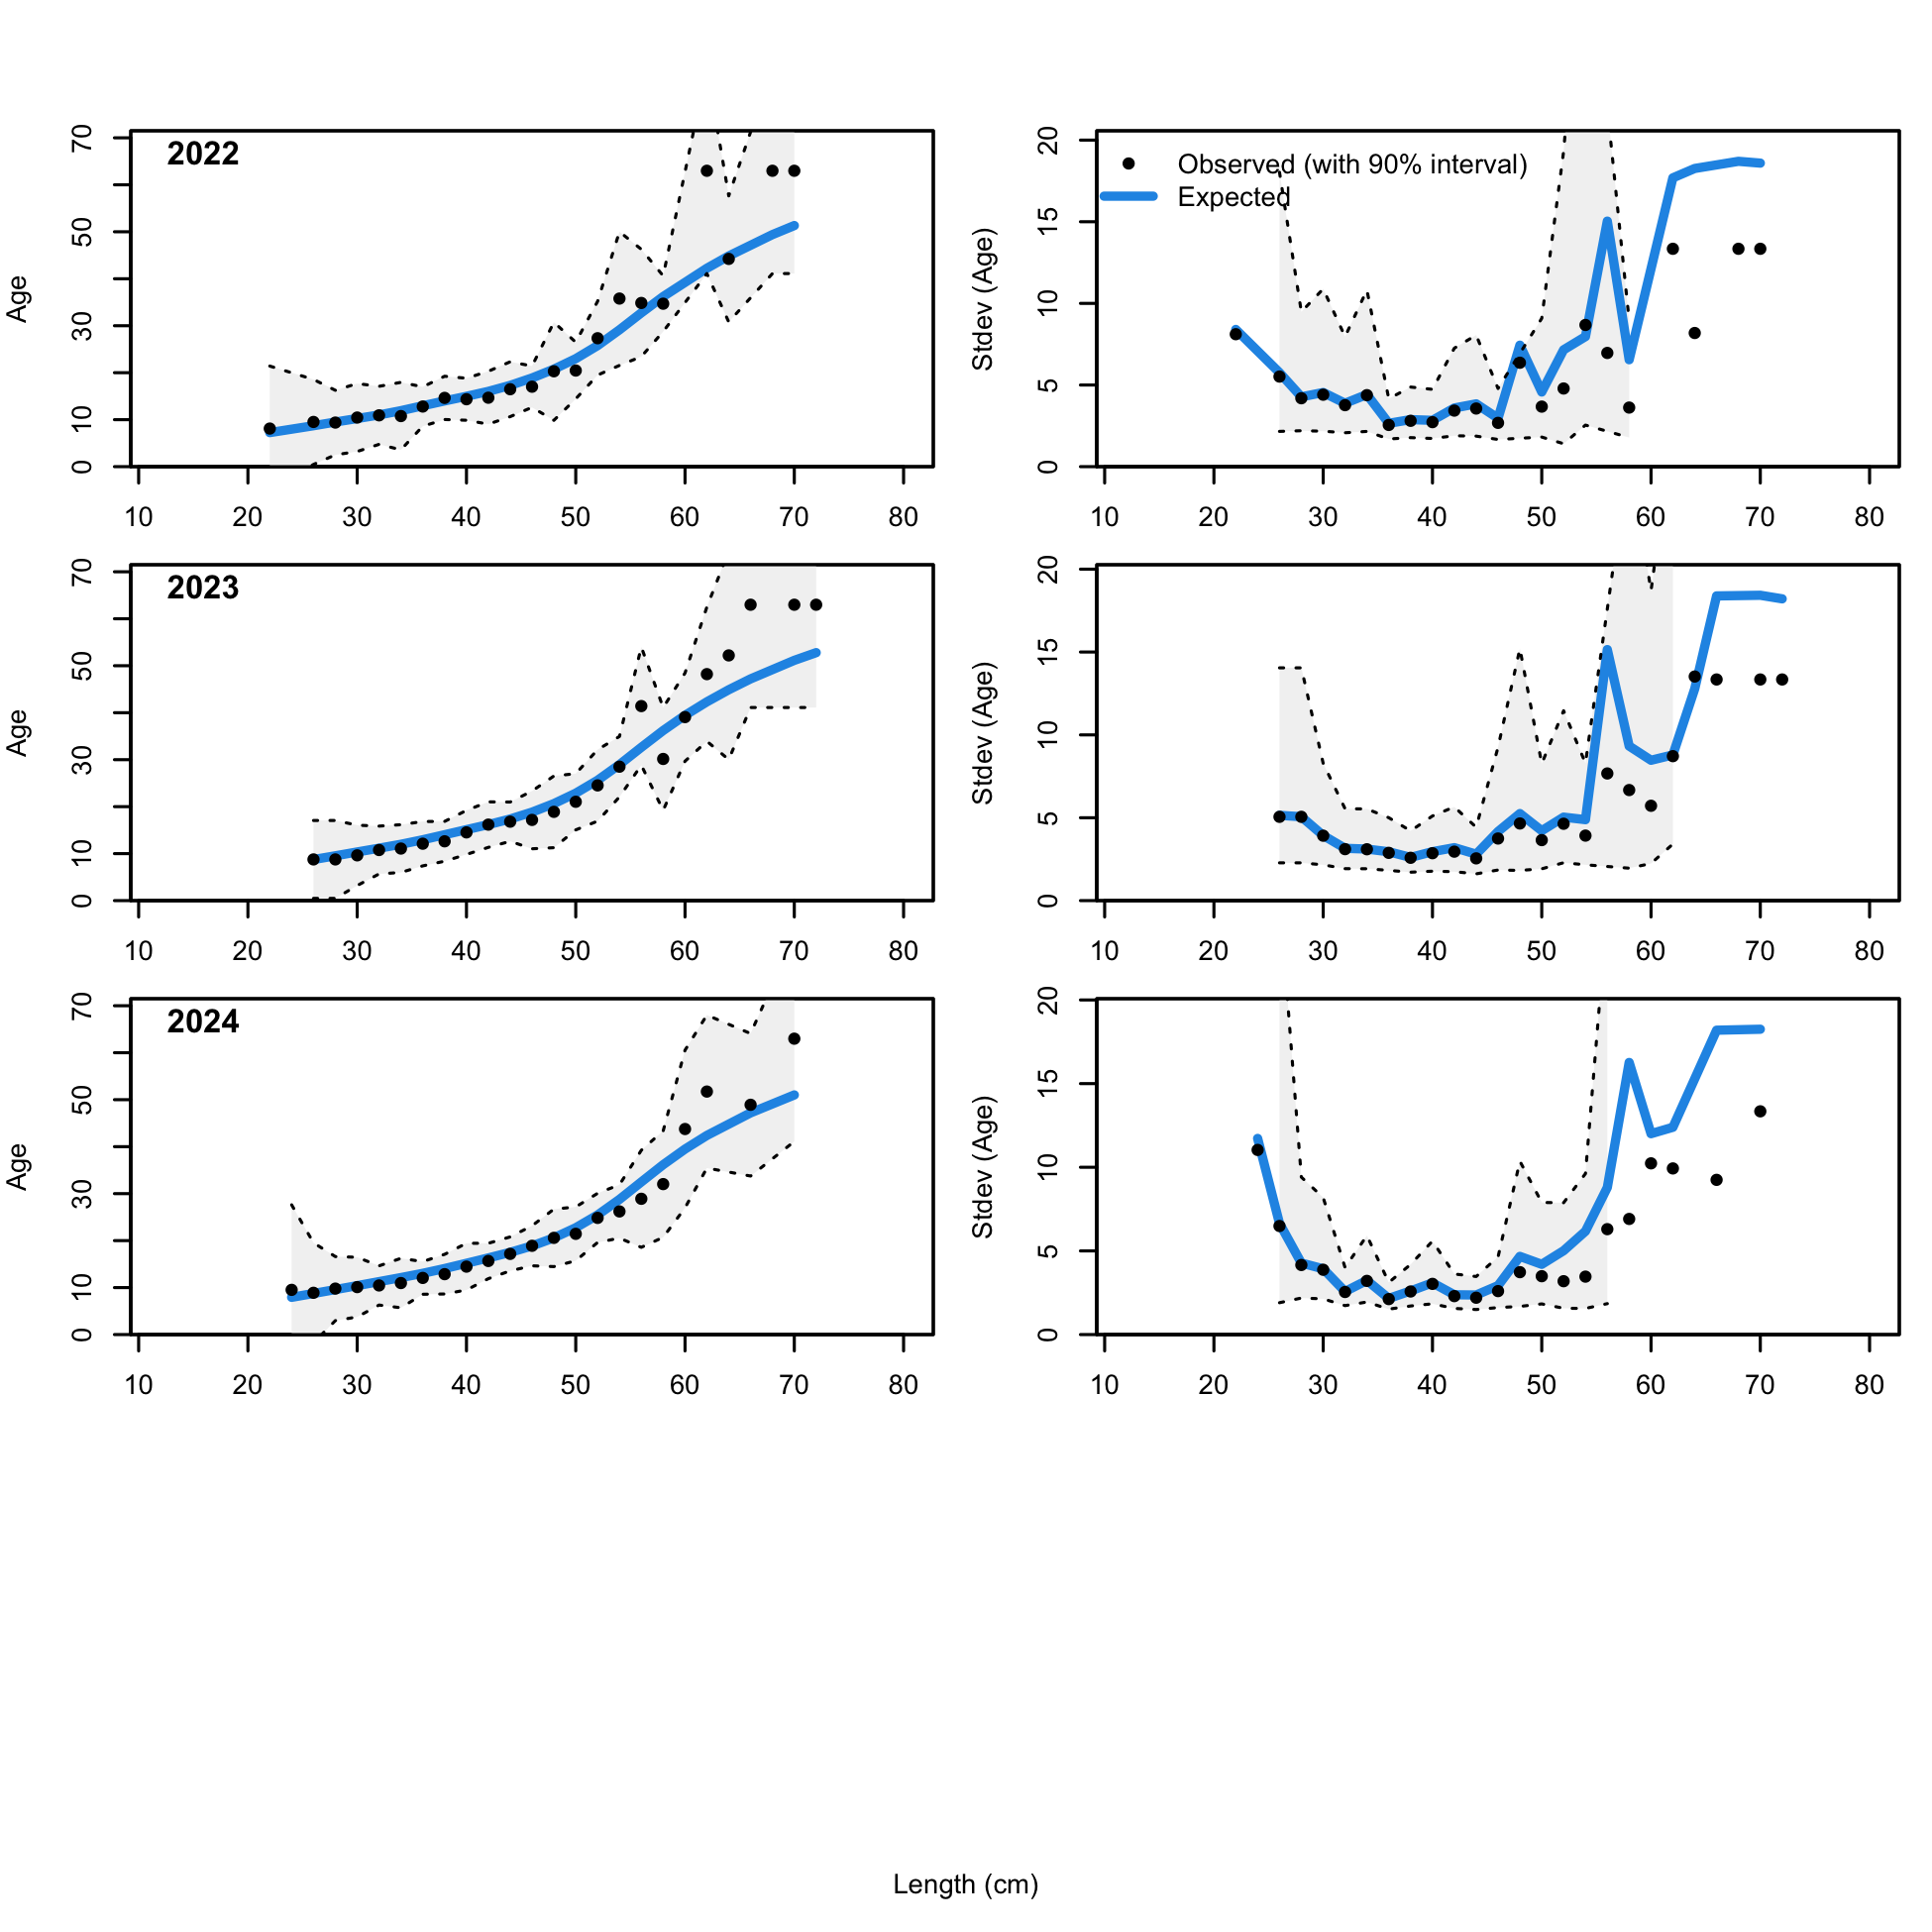 2022
Age
0 10 30 50 70
10 20 30 40 50 60 70 80
Observed (with 90% interval)
Expected
Stdev (Age)
0 5 10 15 20
10 20 30 40 50 60 70 80
2023
Age
0 10 30 50 70
10 20 30 40 50 60 70 80
Stdev (Age)
0 5 10 15 20
10 20 30 40 50 60 70 80
2024
Age
0 10 30 50 70
10 20 30 40 50 60 70 80
Stdev (Age)
0 5 10 15 20
10 20 30 40 50 60 70 80
Length (cm)